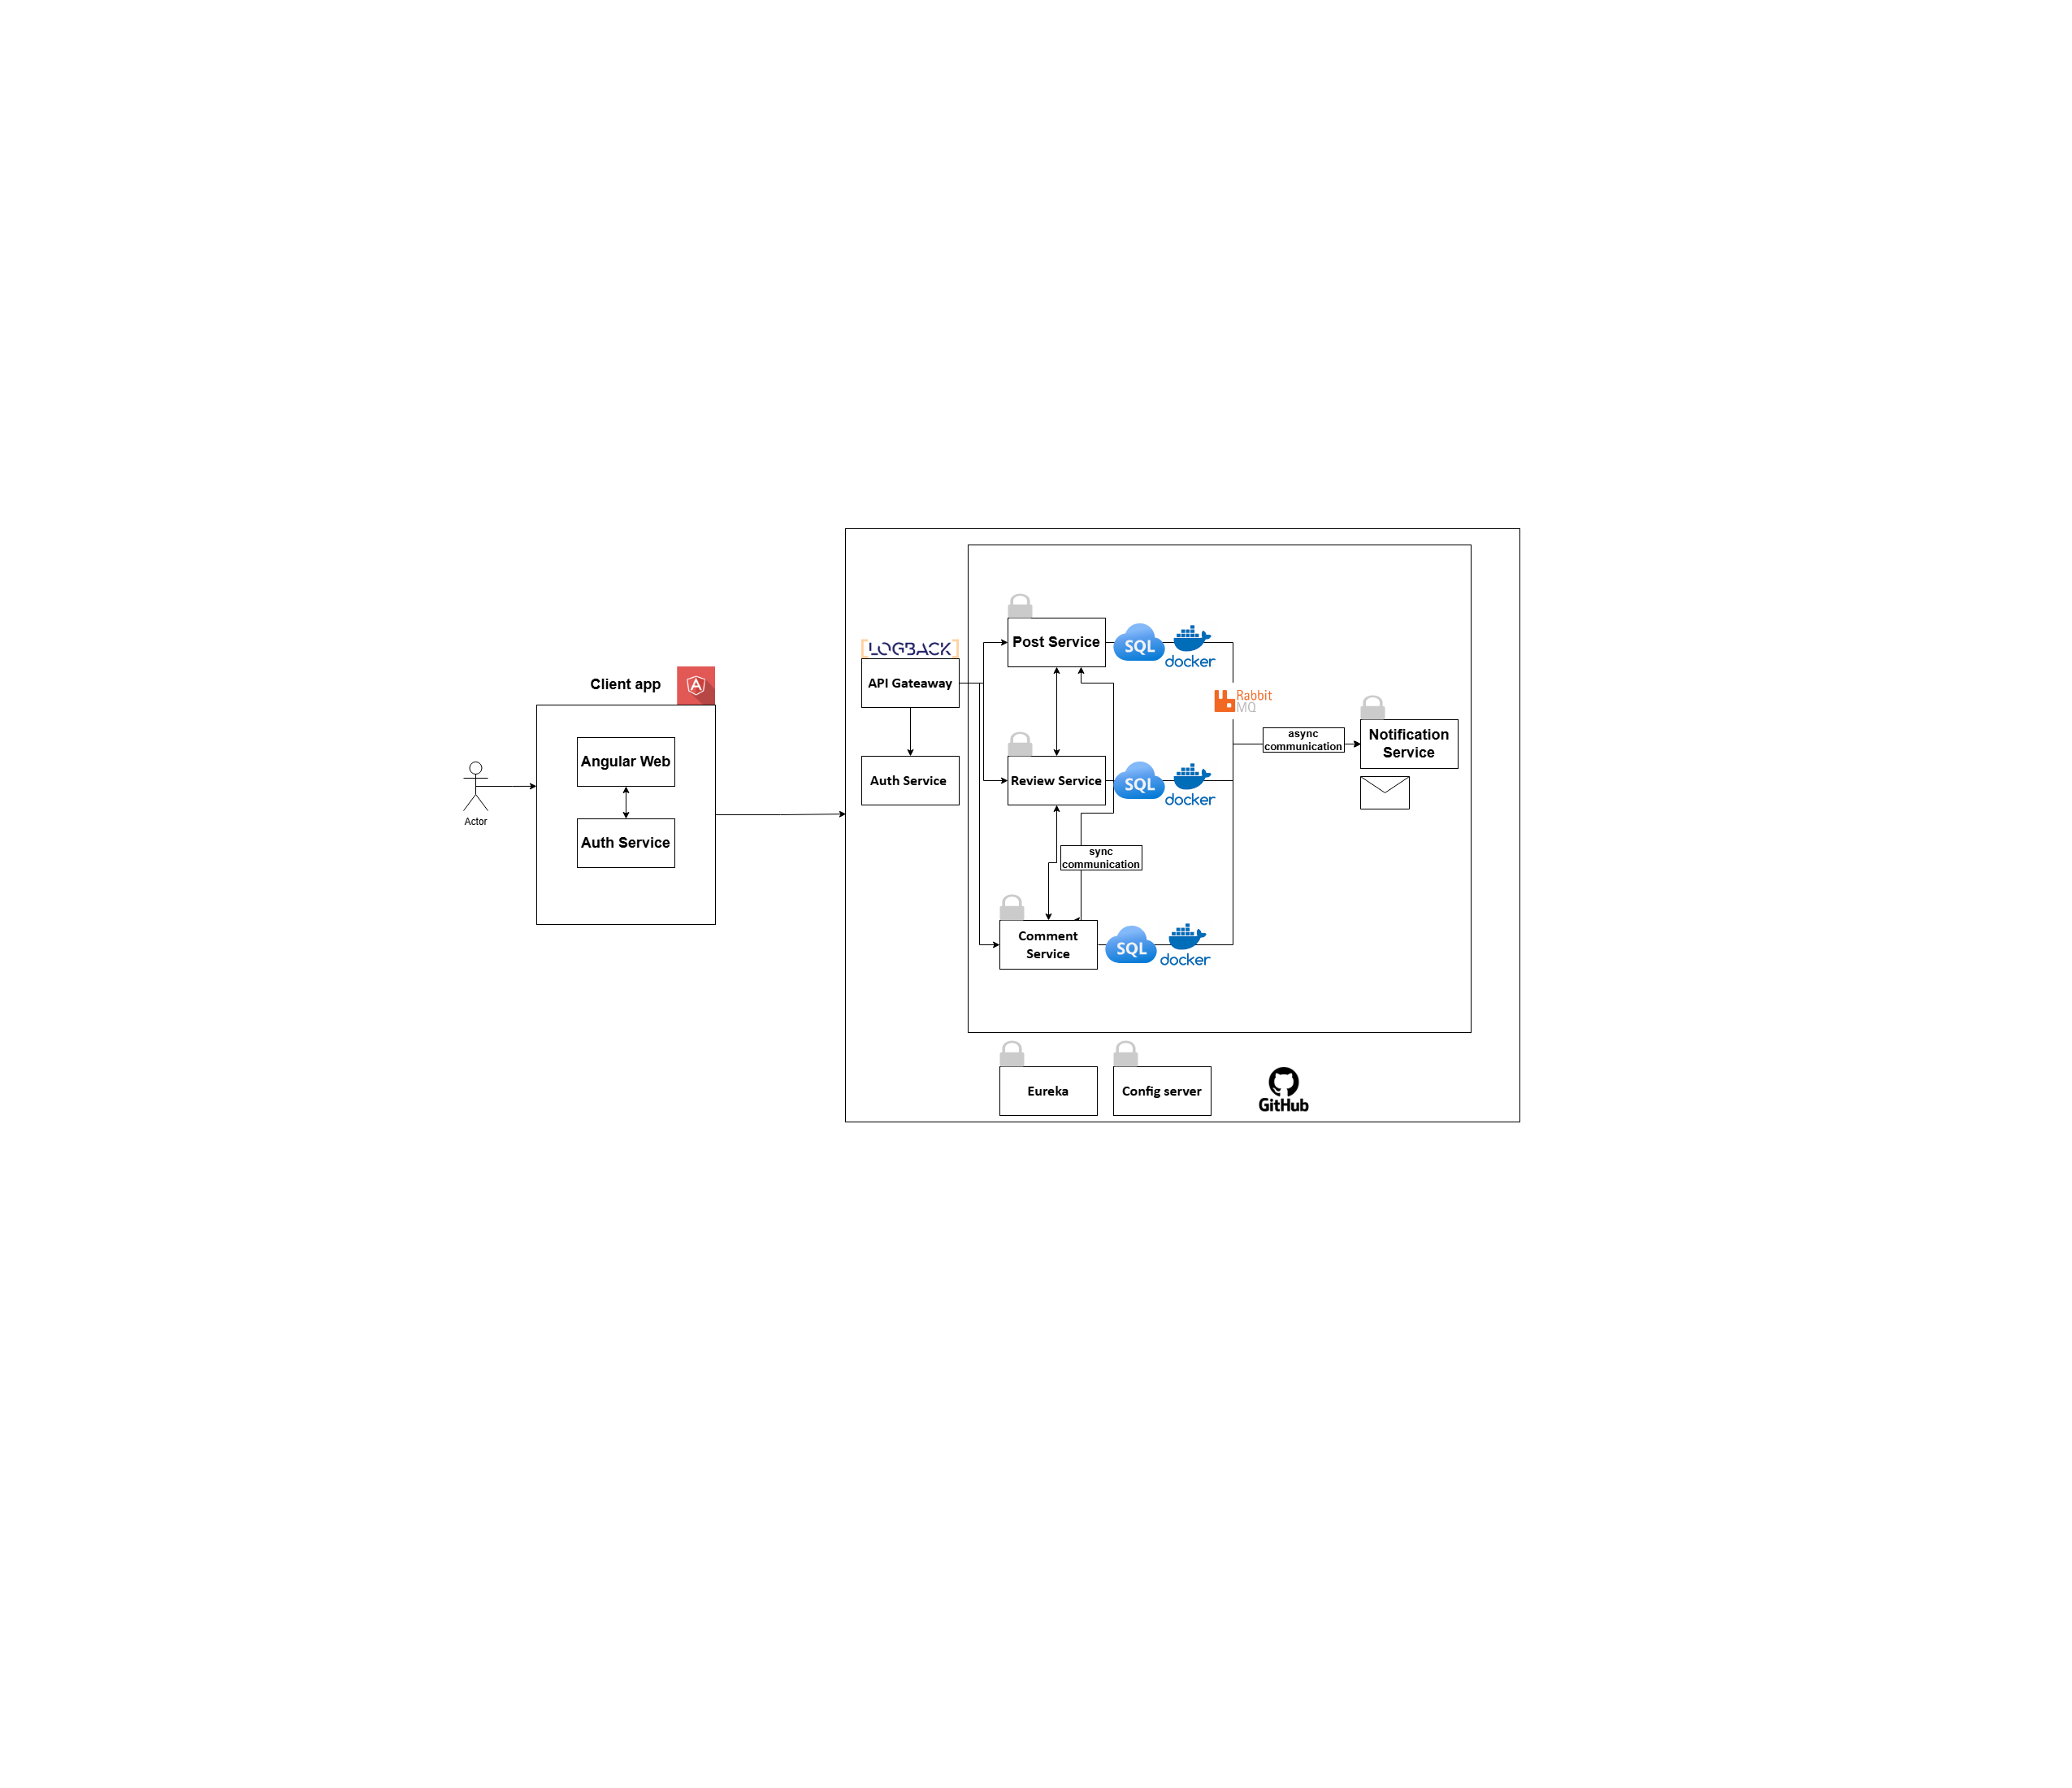 Actor
Client app
Angular Web
Auth Service
[LOGBACK]
API Gateaway
Auth Service
Post Service
SQL
docker
Rabbit
MQ
Review Service
SQL
docker
async
communication
Notification
Service
sync
communication
Comment
Service
SQL
docker
Eureka
Config server
GitHub